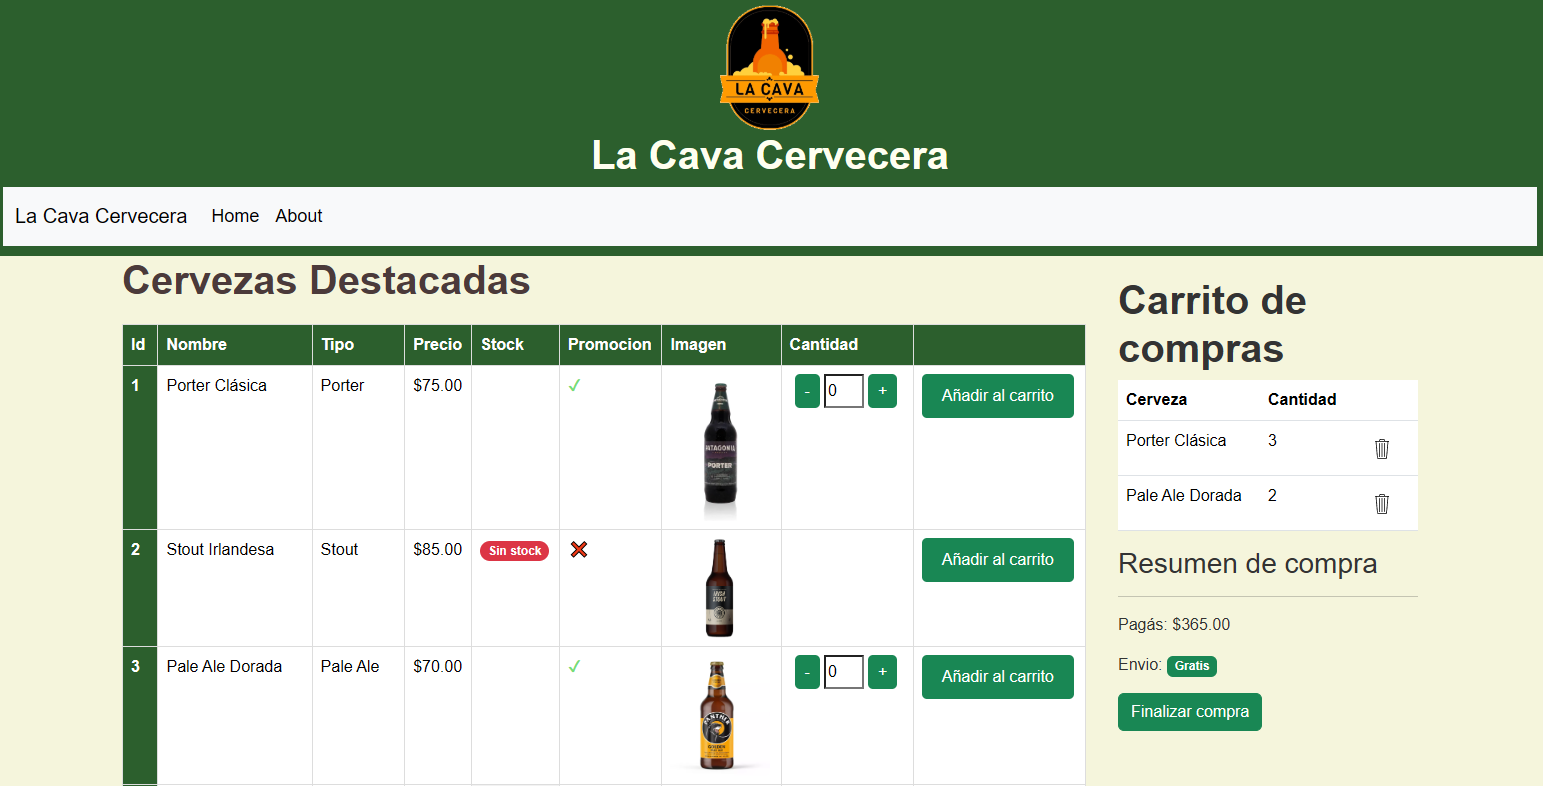 LA CAVA
CERVECERA
La Cava Cervecera
La Cava Cervecera Home About
Cervezas Destacadas
Id Nombre Tipo Precio Stock Promocion Imagen Cantidad
1 Porter Clásica Porter $75.00 ✓ - 0 + Añadir al carrito
PATAGONIA
PORTER
2 Stout Irlandesa Stout $85.00 Sin stock ❌ Añadir al carrito
STOUT
3 Pale Ale Dorada Pale Ale $70.00 ✓ - 0 + Añadir al carrito
PANTHER
GOLDEN
Carrito de
compras
Cerveza Cantidad
Porter Clásica 3
Pale Ale Dorada 2
Resumen de compra
Pagás: $365.00
Envio: Gratis
Finalizar compra